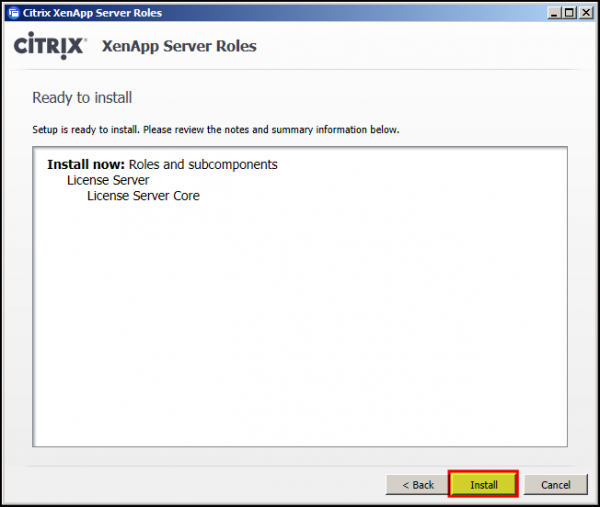 Citrix XenApp Server Roles
CITRIX® XenApp Server Roles
Ready to install
Setup is ready to install. Please review the notes and summary information below.
Install now: Roles and subcomponents
License Server
License Server Core
< Back Install Cancel